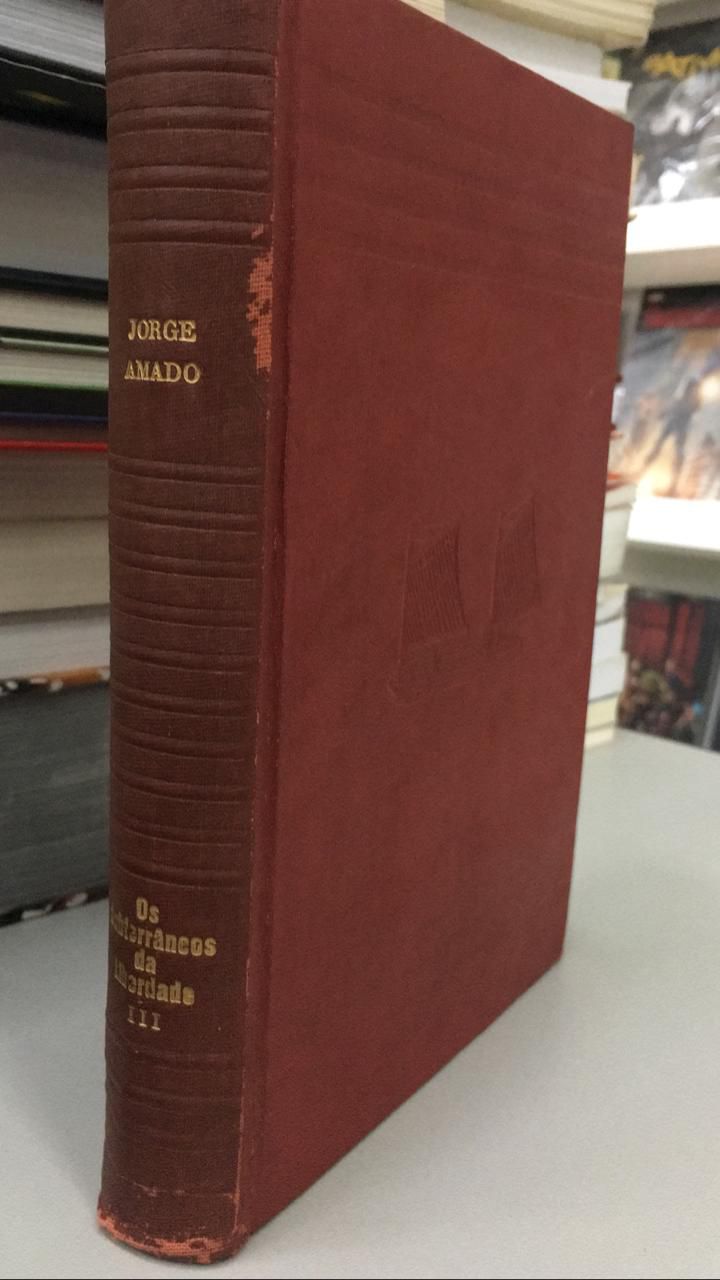 JORGE
AMADO
Os
Subterrâneos
da
Liberdade
III